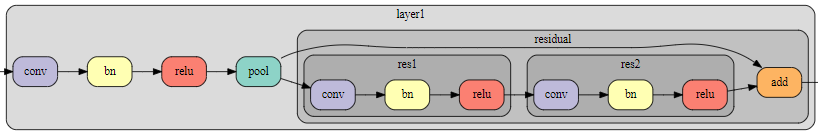 layer1
residual
res1
res2
conv bn relu pool conv bn relu conv bn relu add